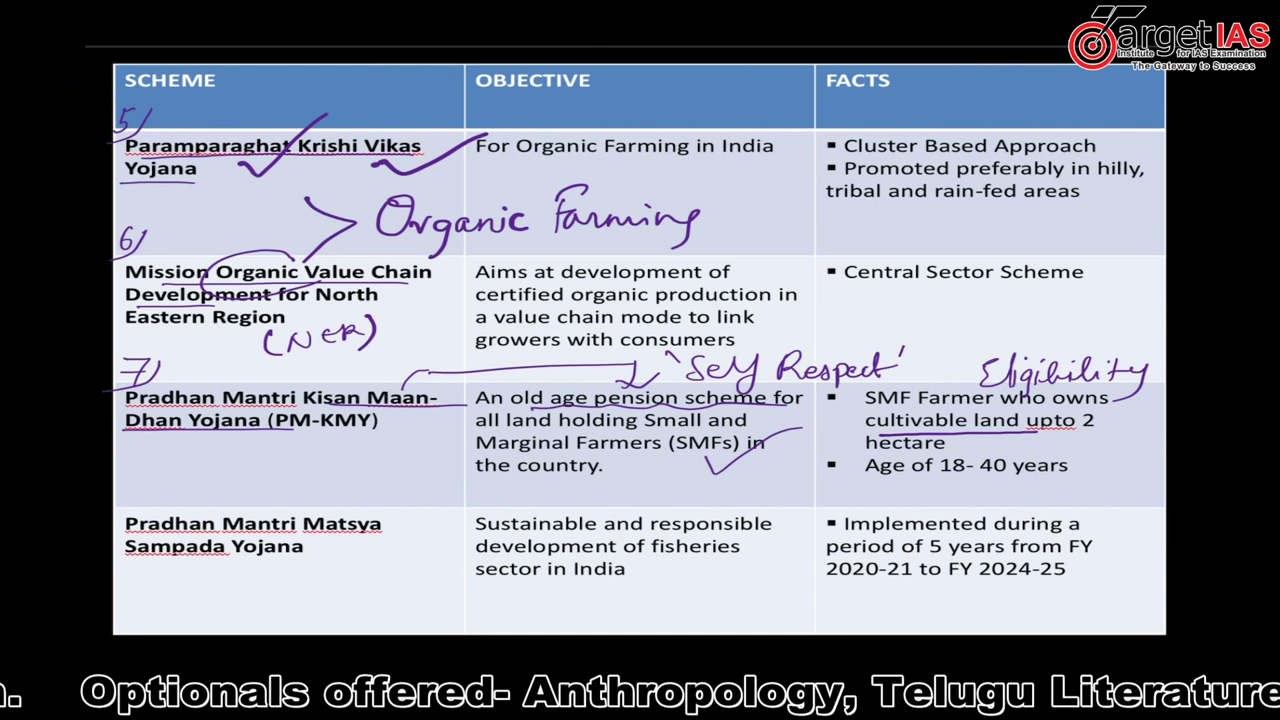 Target IAS
Institute for IAS Examination
The Gateway to Success
SCHEME OBJECTIVE FACTS
5)
Paramparaghat Krishi Vikas
Yojana
For Organic Farming in India
▪ Cluster Based Approach
▪ Promoted preferably in hilly,
tribal and rain-fed areas
Organic Farming
6)
Mission Organic Value Chain
Development for North
Eastern Region
(NER)
Aims at development of
certified organic production in
a value chain mode to link
growers with consumers
▪ Central Sector Scheme
'Self Respect'
Eligibility
7)
Pradhan Mantri Kisan Maan-
Dhan Yojana (PM-KMY)
An old age pension scheme for
all land holding Small and
Marginal Farmers (SMFs) in
the country.
▪ SMF Farmer who owns
cultivable land upto 2
hectare
▪ Age of 18- 40 years
Pradhan Mantri Matsya
Sampada Yojana
Sustainable and responsible
development of fisheries
sector in India
▪ Implemented during a
period of 5 years from FY
2020-21 to FY 2024-25
Optionals offered- Anthropology, Telugu Literature